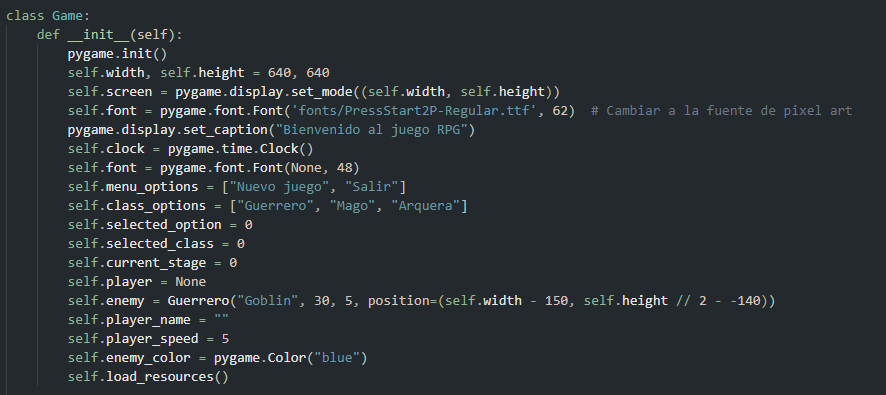 class Game:
    def __init__(self):
        pygame.init()
        self.width, self.height = 640, 640
        self.screen = pygame.display.set_mode((self.width, self.height))
        self.font = pygame.font.Font('fonts/PressStart2P-Regular.ttf', 62)  # Cambiar a la fuente de pixel art
        pygame.display.set_caption("Bienvenido al juego RPG")
        self.clock = pygame.time.Clock()
        self.font = pygame.font.Font(None, 48)
        self.menu_options = ["Nuevo juego", "Salir"]
        self.class_options = ["Guerrero", "Mago", "Arquera"]
        self.selected_option = 0
        self.selected_class = 0
        self.current_stage = 0
        self.player = None
        self.enemy = Guerrero("Goblin", 30, 5, position=(self.width - 150, self.height // 2 - -140))
        self.player_name = ""
        self.player_speed = 5
        self.enemy_color = pygame.Color("blue")
        self.load_resources()